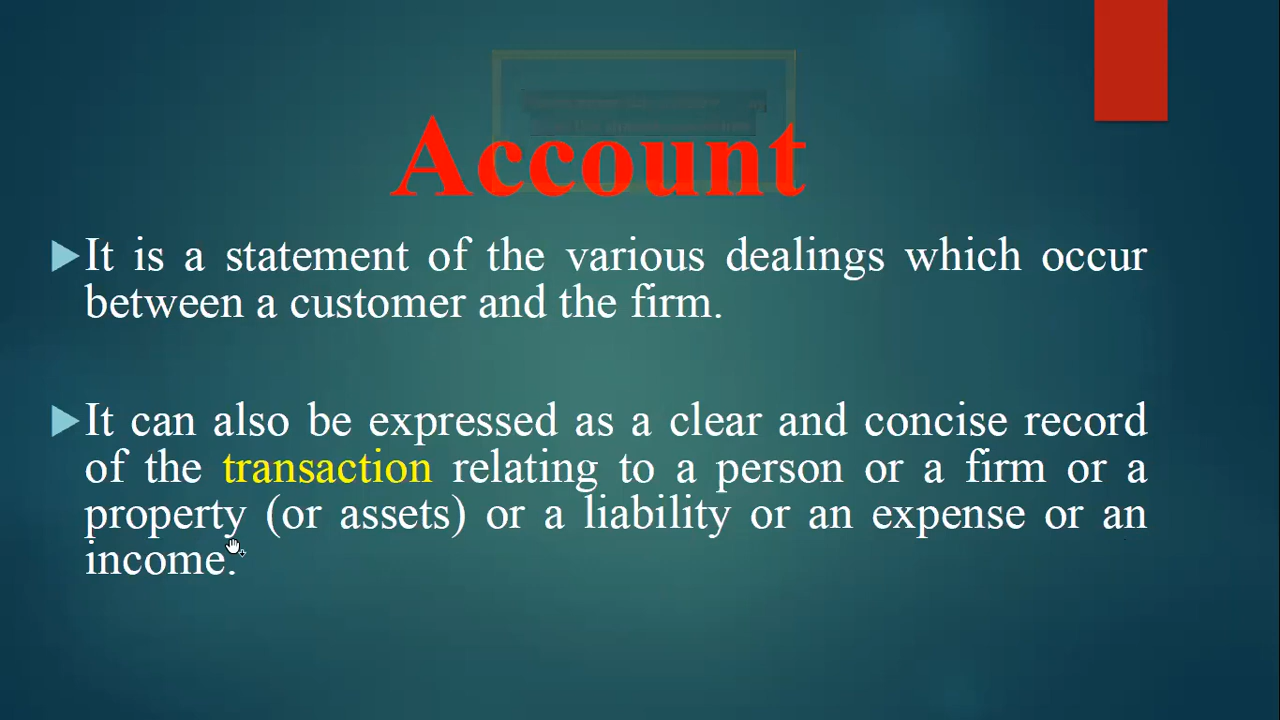 Account
It is a statement of the various dealings which occur
between a customer and the firm.
It can also be expressed as a clear and concise record
of the transaction relating to a person or a firm or a
property (or assets) or a liability or an expense or an
income.